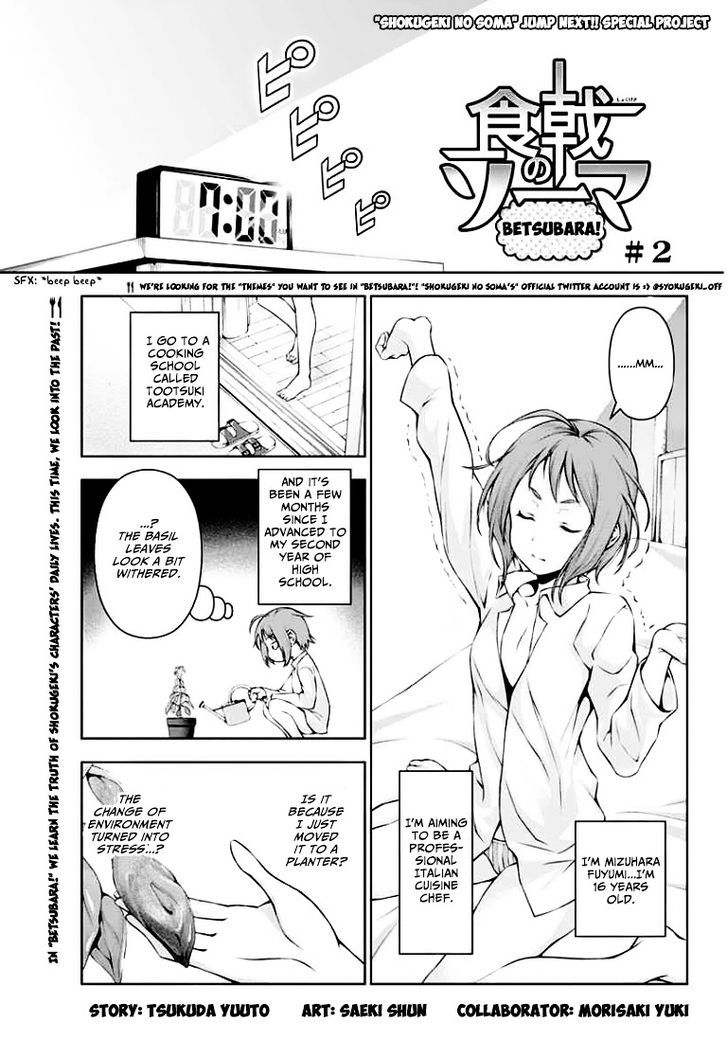 "SHOKUGEKI NO SOMA" JUMP NEXT!! SPECIAL PROJECT
ピピピピ
7:00
食戟の
ソーマ
BETSUBARA!
#2
SFX: *beep beep*
WE'RE LOOKING FOR THE "THEMES" YOU WANT TO SEE IN "BETSUBARA!"! "SHOKUGEKI NO SOMA'S" OFFICIAL TWITTER ACCOUNT IS => @SYOKUGEKI_OFF
......MM...
I'M MIZUHARA
FUYUMI...I'M
16 YEARS
OLD.
I'M AIMING
TO BE A
PROFES-
SIONAL
ITALIAN
CUISINE
CHEF.
I GO TO A
COOKING
SCHOOL
CALLED
TOOTSUKI
ACADEMY.
AND IT'S
BEEN A FEW
MONTHS
SINCE I
ADVANCED TO
MY SECOND
YEAR OF
HIGH
SCHOOL.
...?
THE BASIL
LEAVES
LOOK A BIT
WITHERED.
IS IT
BECAUSE
I JUST
MOVED
IT TO A
PLANTER?
THE
CHANGE OF
ENVIRONMENT
TURNED INTO
STRESS...?
IN "BETSUBARA!" WE LEARN THE TRUTH OF SHOKUGEKI'S CHARACTERS' DAILY LIVES. THIS TIME, WE LOOK INTO THE PAST!
STORY: TSUKUDA YUUTO ART: SAEKI SHUN COLLABORATOR: MORISAKI YUKI